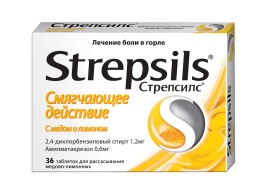 Лечение боли в горле
Strepsils®
Стрепсилс®
Смягчающее
действие
С медом и лимоном
2,4-дихлорбензиловый спирт 1,2мг
Амилметакрезол 0,6мг
36 таблеток для рассасывания
медово-лимонных